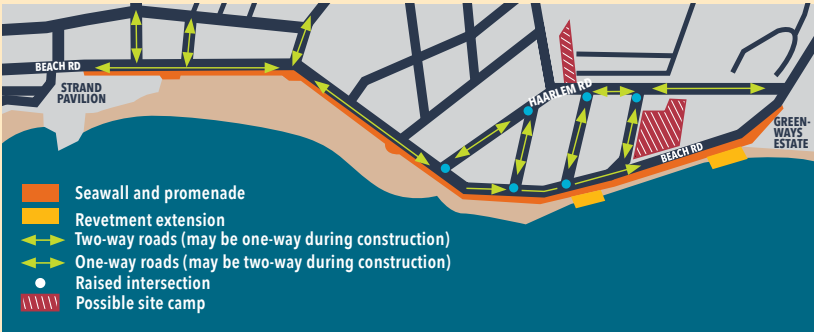 BEACH RD
STRAND
PAVILION
HAARLEM RD
BEACH RD
GREEN-
WAYS
ESTATE
Seawall and promenade
Revetment extension
Two-way roads (may be one-way during construction)
One-way roads (may be two-way during construction)
Raised intersection
Possible site camp